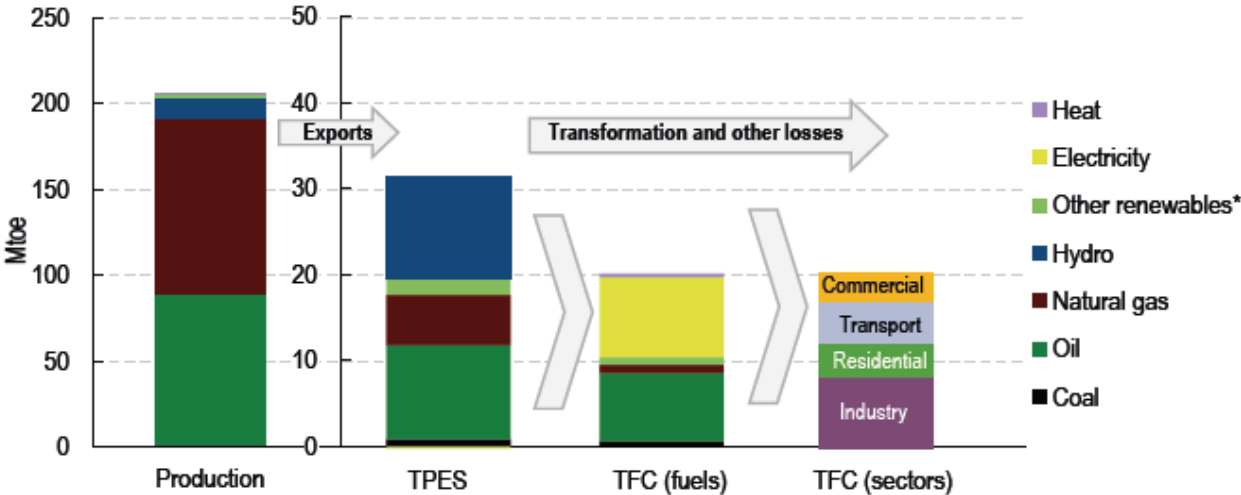 250
200
150
100
50
0
Mtoe
50
40
30
20
10
0
Exports
Transformation and other losses
Commercial
Transport
Residential
Industry
Production
TPES
TFC (fuels)
TFC (sectors)
Heat
Electricity
Other renewables*
Hydro
Natural gas
Oil
Coal